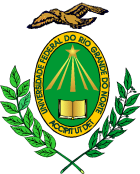 UNIVERSIDADE FEDERAL DO RIO GRANDE DO NORTE
ACCIPIT UT DET